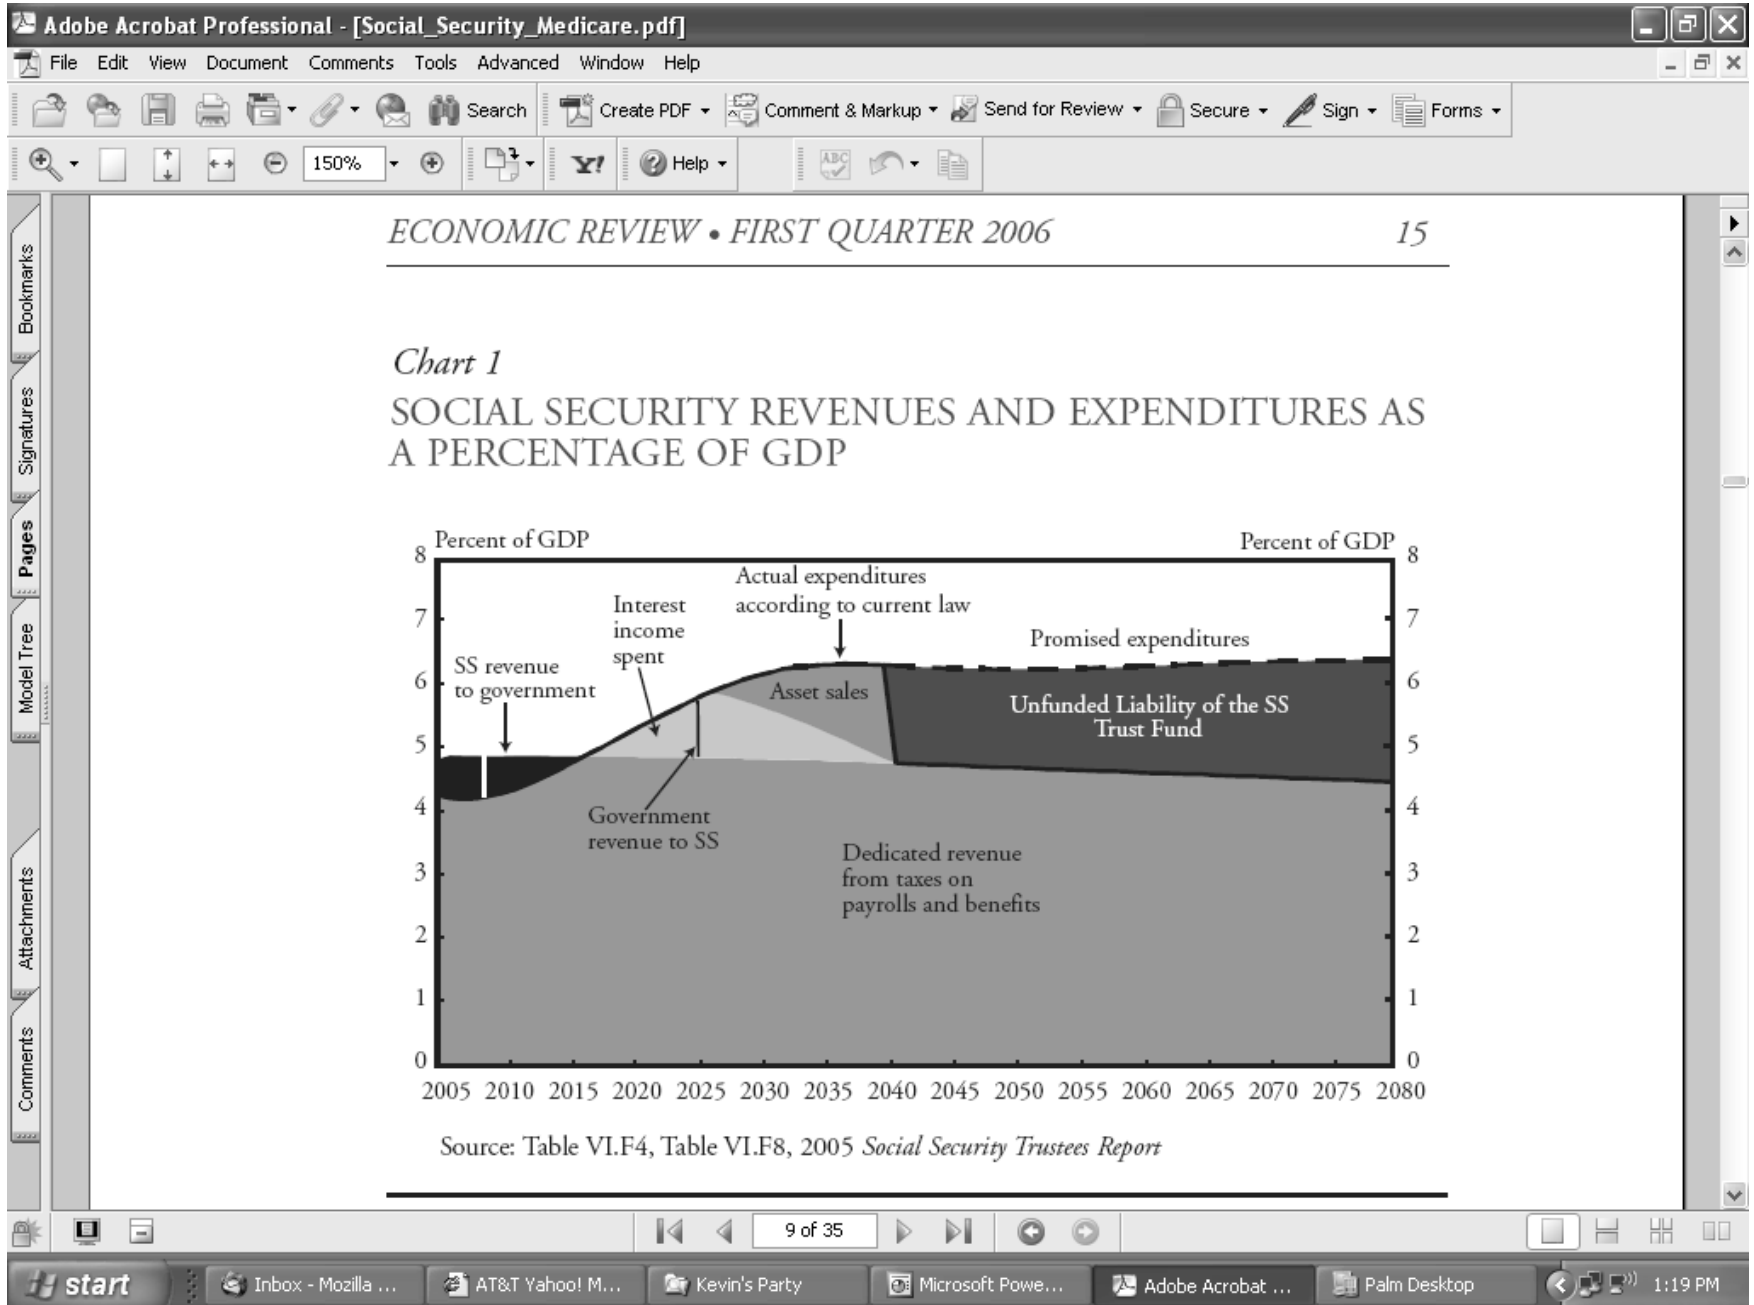 Adobe Acrobat Professional - [Social_Security_Medicare.pdf]
File Edit View Document Comments Tools Advanced Window Help
Search Create PDF Comment & Markup Send for Review Secure Sign Forms
150% Y! Help ABC
Bookmarks
Signatures
Pages
Model Tree
Attachments
Comments
ECONOMIC REVIEW • FIRST QUARTER 2006 15
Chart 1
SOCIAL SECURITY REVENUES AND EXPENDITURES AS
A PERCENTAGE OF GDP
Percent of GDP Percent of GDP
8 8
Actual expenditures
according to current law
Interest
income
spent
7 7
Promised expenditures
SS revenue
to government
6 6
Asset sales
Unfunded Liability of the SS
Trust Fund
5 5
4 4
Government
revenue to SS
Dedicated revenue
from taxes on
payrolls and benefits
3 3
2 2
1 1
0 0
2005 2010 2015 2020 2025 2030 2035 2040 2045 2050 2055 2060 2065 2070 2075 2080
Source: Table VI.F4, Table VI.F8, 2005 Social Security Trustees Report
9 of 35
start Inbox - Mozilla ... AT&T Yahoo! M... Kevin's Party Microsoft Powe... Adobe Acrobat ... Palm Desktop 1:19 PM